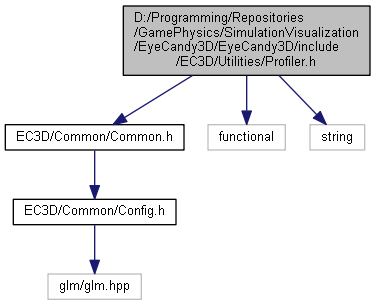 D:/Programming/Repositories
/GamePhysics/SimulationVisualization
/EyeCandy3D/EyeCandy3D/include
/EC3D/Utilities/Profiler.h
EC3D/Common/Common.h
functional
string
EC3D/Common/Config.h
glm/glm.hpp